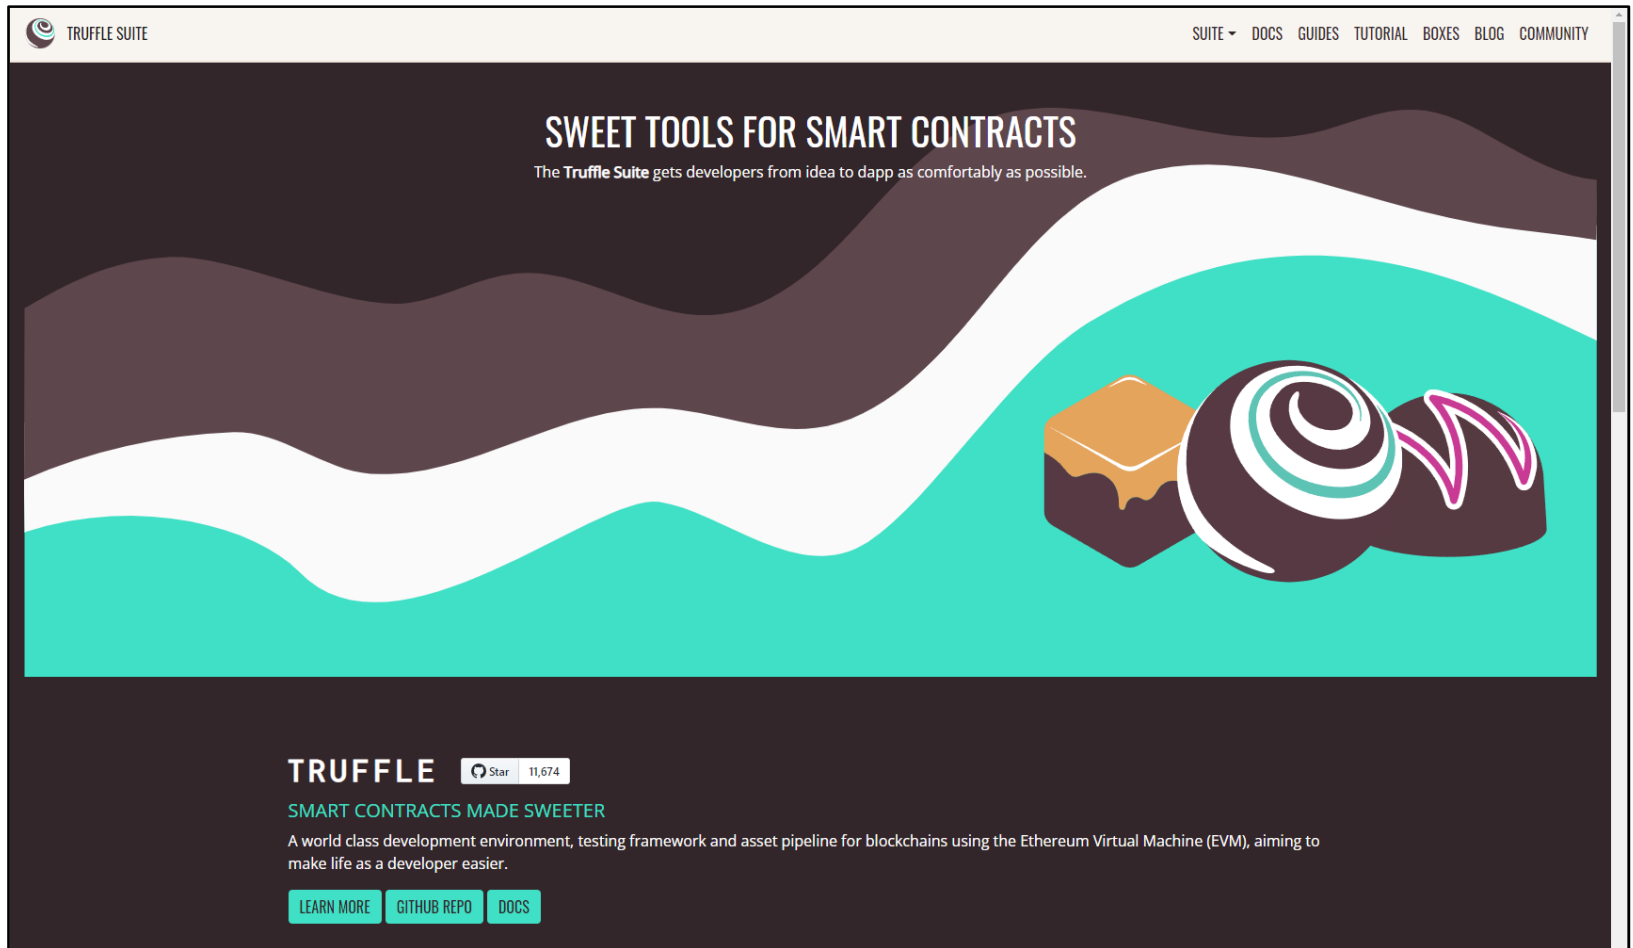 TRUFFLE SUITE
SUITE DOCS GUIDES TUTORIAL BOXES BLOG COMMUNITY
SWEET TOOLS FOR SMART CONTRACTS
The Truffle Suite gets developers from idea to dapp as comfortably as possible.
TRUFFLE
Star 11,674
SMART CONTRACTS MADE SWEETER
A world class development environment, testing framework and asset pipeline for blockchains using the Ethereum Virtual Machine (EVM), aiming to
make life as a developer easier.
LEARN MORE GITHUB REPO DOCS